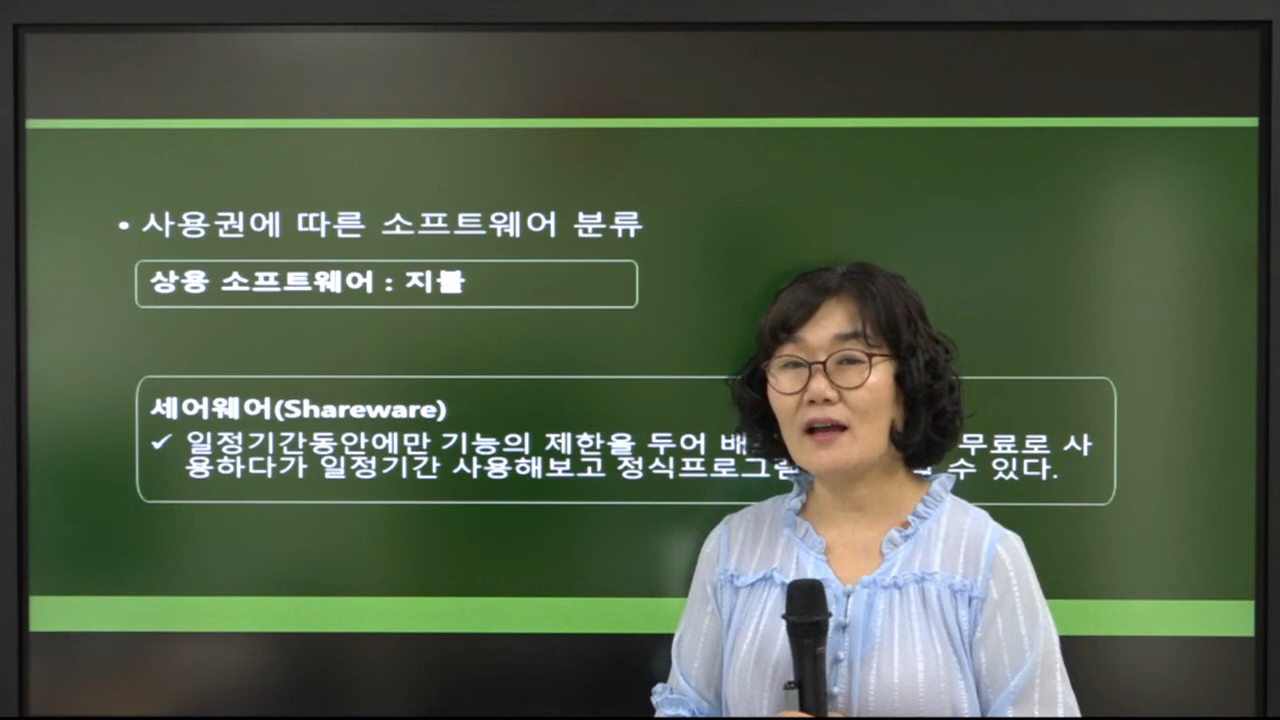 • 사용권에 따른 소프트웨어 분류
상용 소프트웨어 : 지불
세어웨어(Shareware)
✓ 일정기간동안에만 기능의 제한을 두어 무료로 사
용하다가 일정기간 사용해보고 정식프로그램 수 있다.